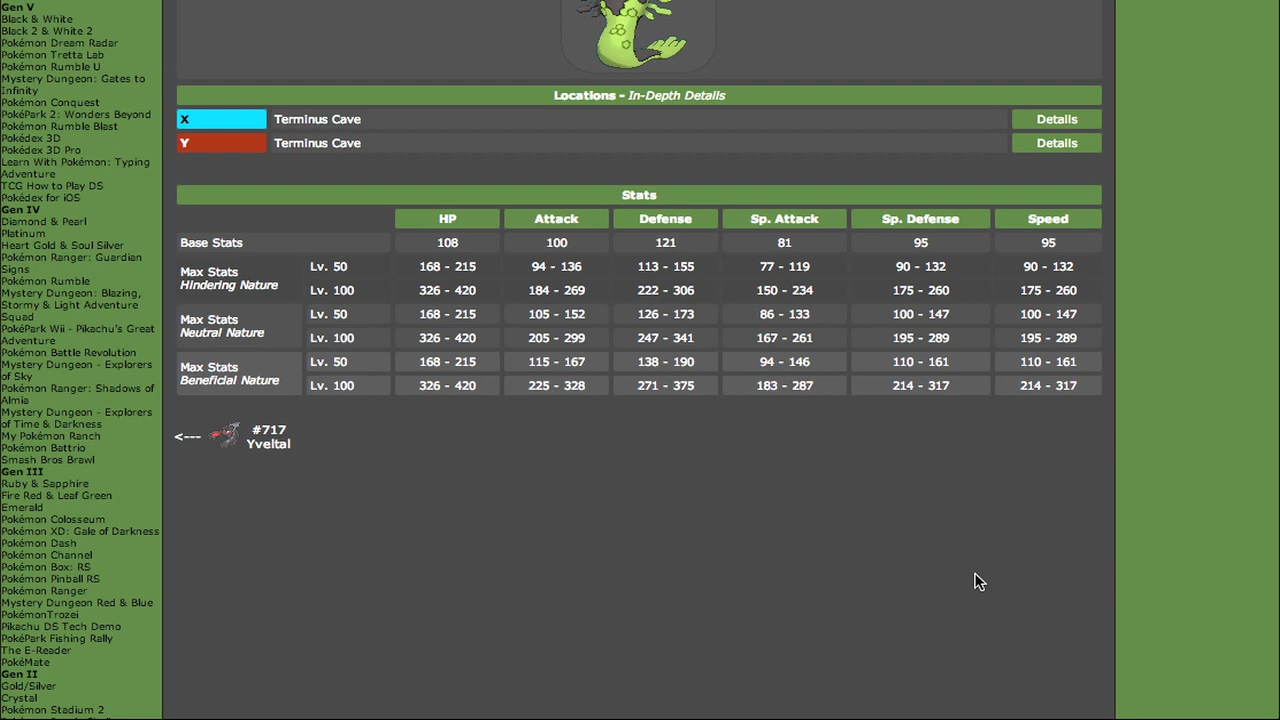 Gen V
Black & White
Black 2 & White 2
Pokémon Dream Radar
Pokémon Tretta Lab
Pokémon Rumble U
Mystery Dungeon: Gates to
Infinity
Pokémon Conquest
PokéPark 2: Wonders Beyond
Pokémon Rumble Blast
Pokédex 3D
Pokédex 3D Pro
Learn With Pokémon: Typing
Adventure
TCG How to Play DS
Pokédex for iOS
Gen IV
Diamond & Pearl
Platinum
Heart Gold & Soul Silver
Pokémon Ranger: Guardian
Signs
Pokémon Rumble
Mystery Dungeon: Blazing,
Stormy & Light Adventure
Squad
PokéPark Wii - Pikachu's Great
Adventure
Pokémon Battle Revolution
Mystery Dungeon - Explorers
of Sky
Pokémon Ranger: Shadows of
Almia
Mystery Dungeon - Explorers
of Time & Darkness
My Pokémon Ranch
Pokémon Battrio
Smash Bros Brawl
Gen III
Ruby & Sapphire
Fire Red & Leaf Green
Emerald
Pokémon Colosseum
Pokémon XD: Gale of Darkness
Pokémon Dash
Pokémon Channel
Pokémon Box: RS
Pokémon Pinball RS
Pokémon Ranger
Mystery Dungeon Red & Blue
PokémonTrozei
Pikachu DS Tech Demo
PokéPark Fishing Rally
The E-Reader
PokéMate
Gen II
Gold/Silver
Crystal
Pokémon Stadium 2
Locations - In-Depth Details
X Terminus Cave Details
Y Terminus Cave Details
Stats
HP Attack Defense Sp. Attack Sp. Defense Speed
Base Stats 108 100 121 81 95 95
Max Stats
Hindering Nature
Lv. 50 168 - 215 94 - 136 113 - 155 77 - 119 90 - 132 90 - 132
Lv. 100 326 - 420 184 - 269 222 - 306 150 - 234 175 - 260 175 - 260
Max Stats
Neutral Nature
Lv. 50 168 - 215 105 - 152 126 - 173 86 - 133 100 - 147 100 - 147
Lv. 100 326 - 420 205 - 299 247 - 341 167 - 261 195 - 289 195 - 289
Max Stats
Beneficial Nature
Lv. 50 168 - 215 115 - 167 138 - 190 94 - 146 110 - 161 110 - 161
Lv. 100 326 - 420 225 - 328 271 - 375 183 - 287 214 - 317 214 - 317
<--- #717
Yveltal